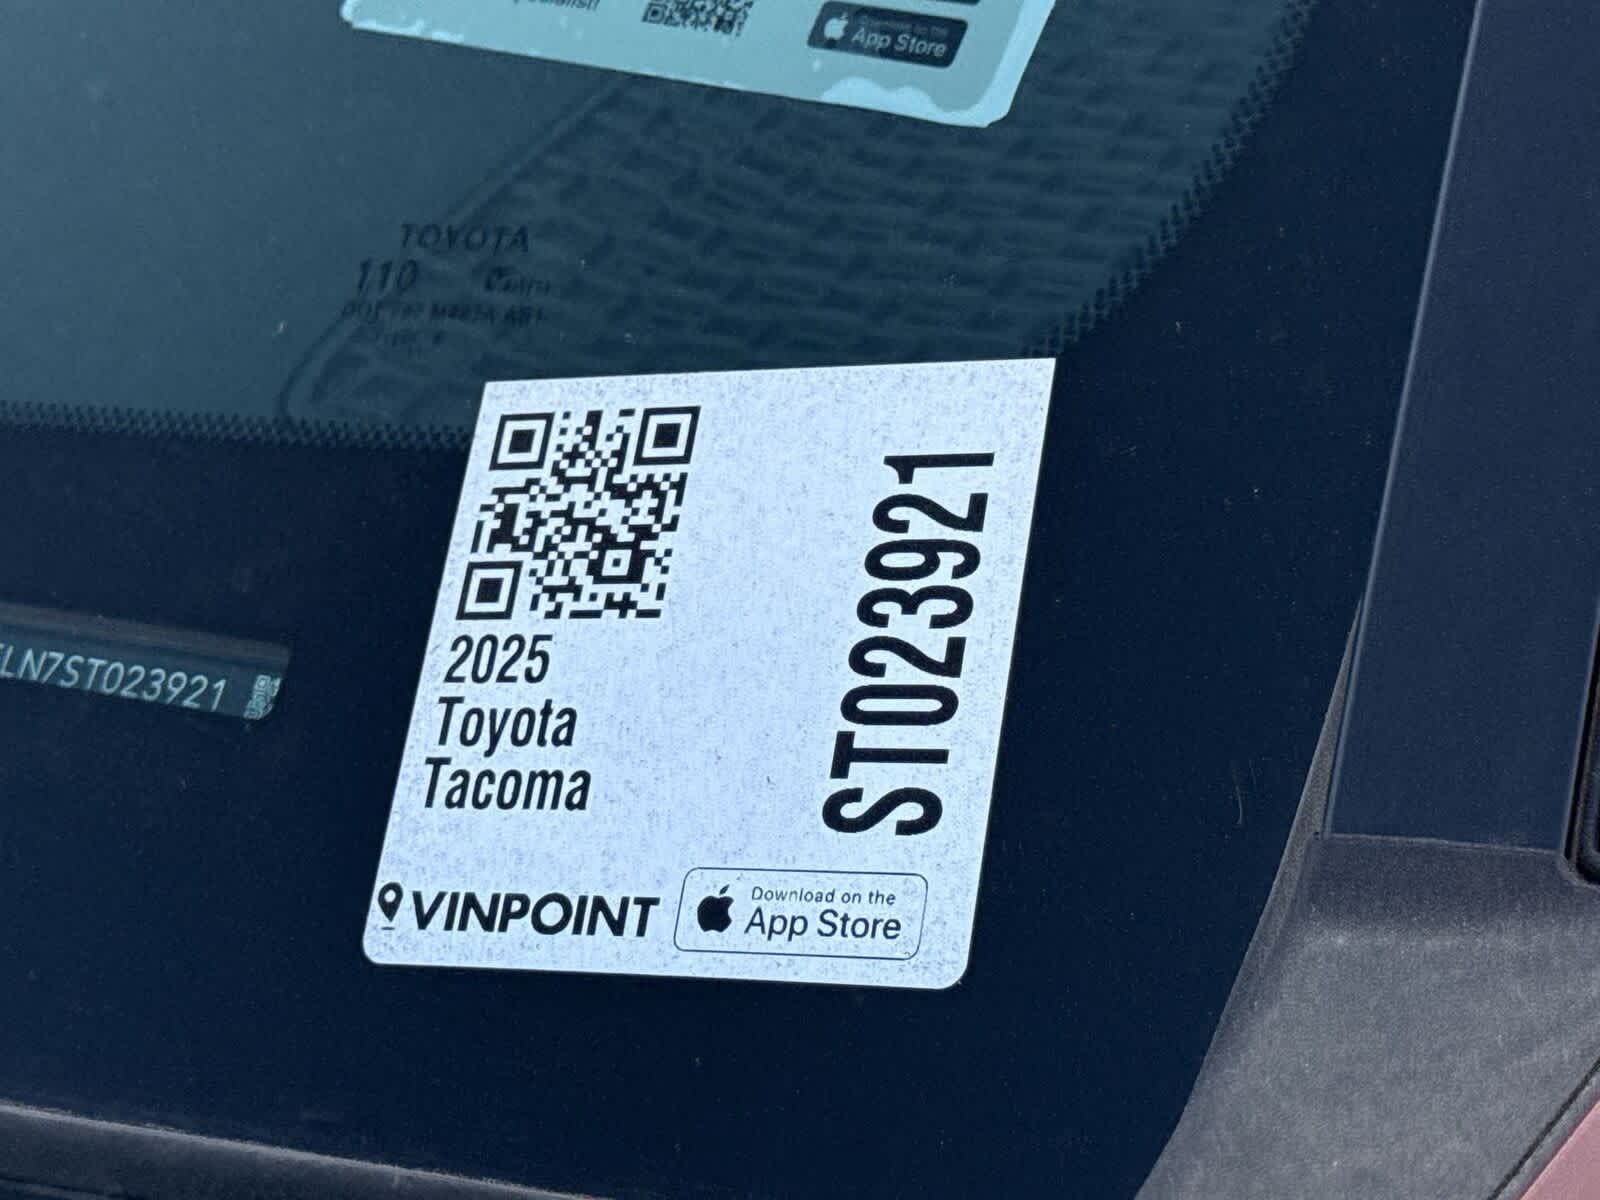 App Store
TOYOTA
110
LN7ST023921
2025
Toyota
Tacoma
ST023921
VINPOINT
Download on the
App Store